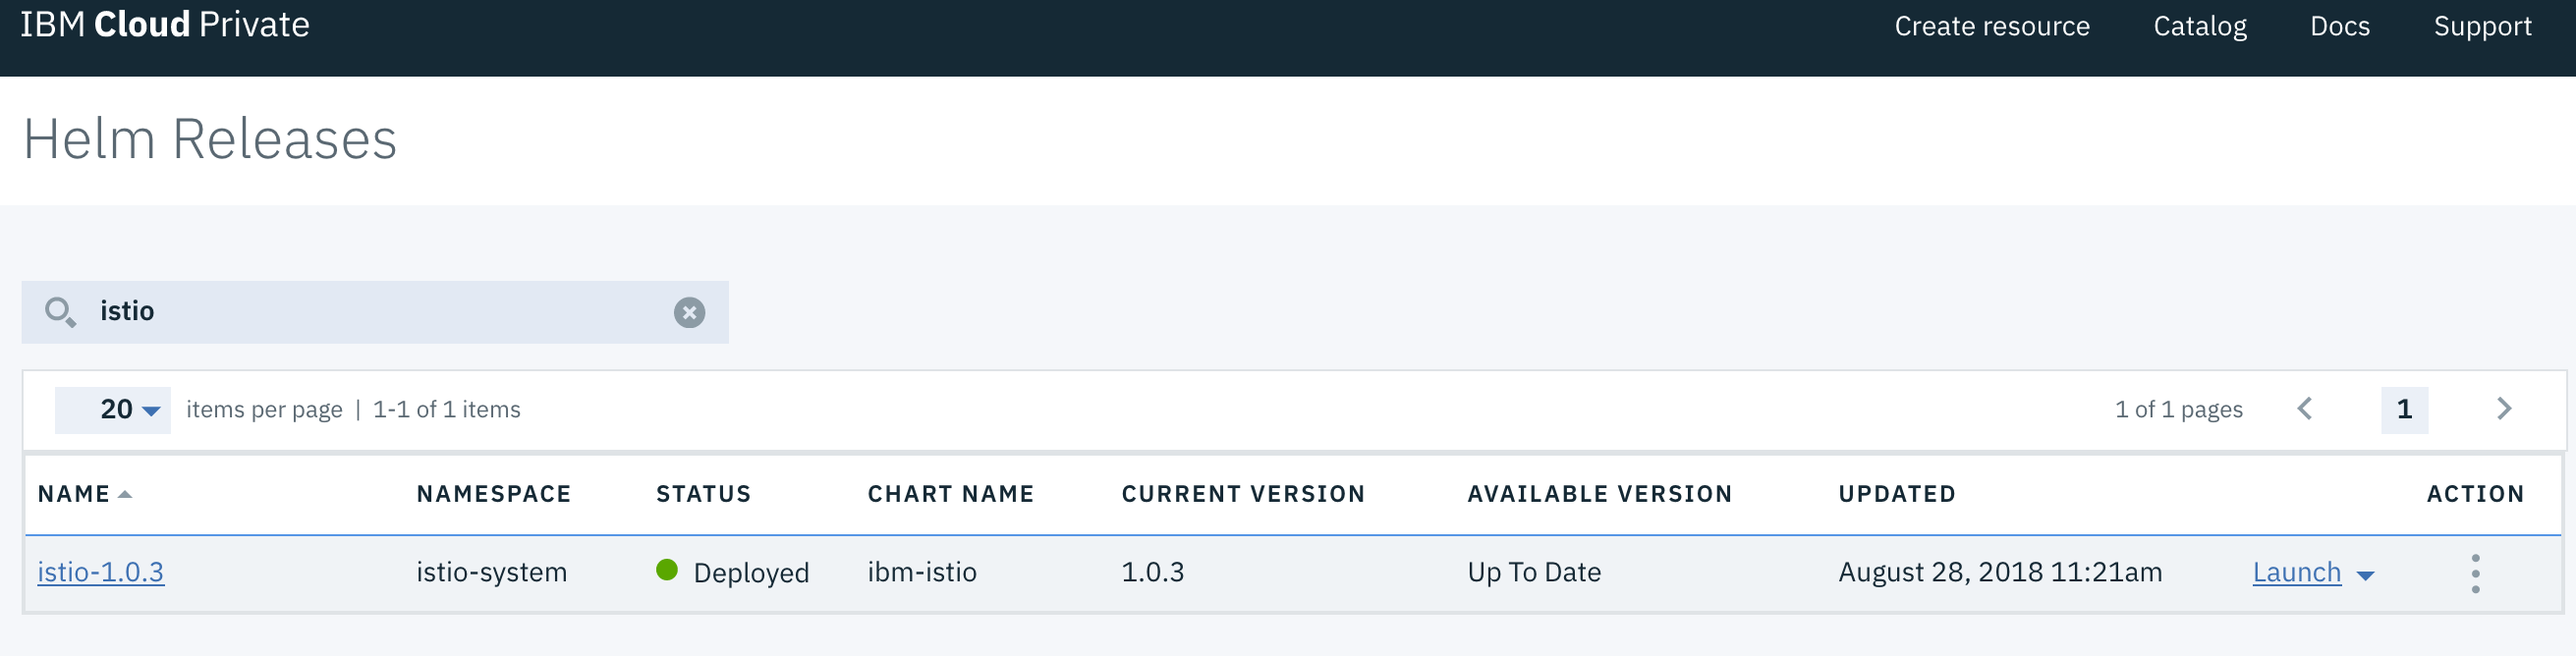 IBM Cloud Private Create resource Catalog Docs Support
Helm Releases
istio
20 items per page | 1-1 of 1 items 1 of 1 pages 1
NAME NAMESPACE STATUS CHART NAME CURRENT VERSION AVAILABLE VERSION UPDATED ACTION
istio-1.0.3 istio-system Deployed ibm-istio 1.0.3 Up To Date August 28, 2018 11:21am Launch